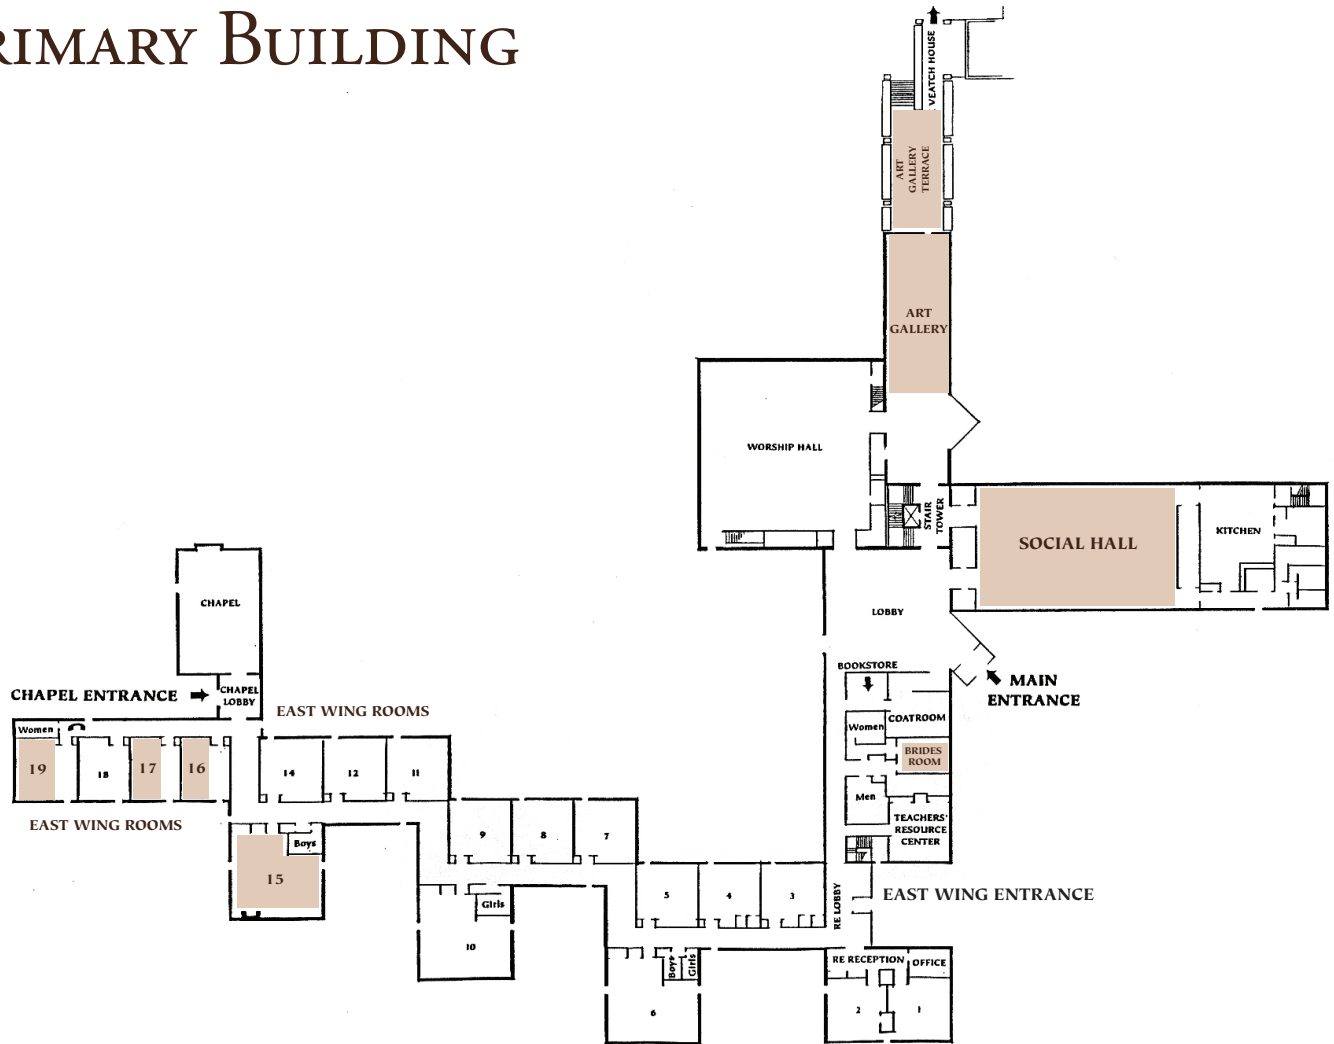 RIMARY BUILDING
VEATCH HOUSE
ART
GALLERY
TERRACE
ART
GALLERY
WORSHIP HALL
STAIR
TOWER
SOCIAL HALL
KITCHEN
CHAPEL
LOBBY
BOOKSTORE
MAIN
ENTRANCE
CHAPEL ENTRANCE
CHAPEL
LOBBY
EAST WING ROOMS
Women
COATROOM
Women
BRIDES
ROOM
19
18
17
16
14
12
11
Men
EAST WING ROOMS
TEACHERS'
RESOURCE
CENTER
Boys
9
8
7
15
5
4
3
RE LOBBY
EAST WING ENTRANCE
Girls
10
Boys
Girls
RE RECEPTION
OFFICE
6
2
1